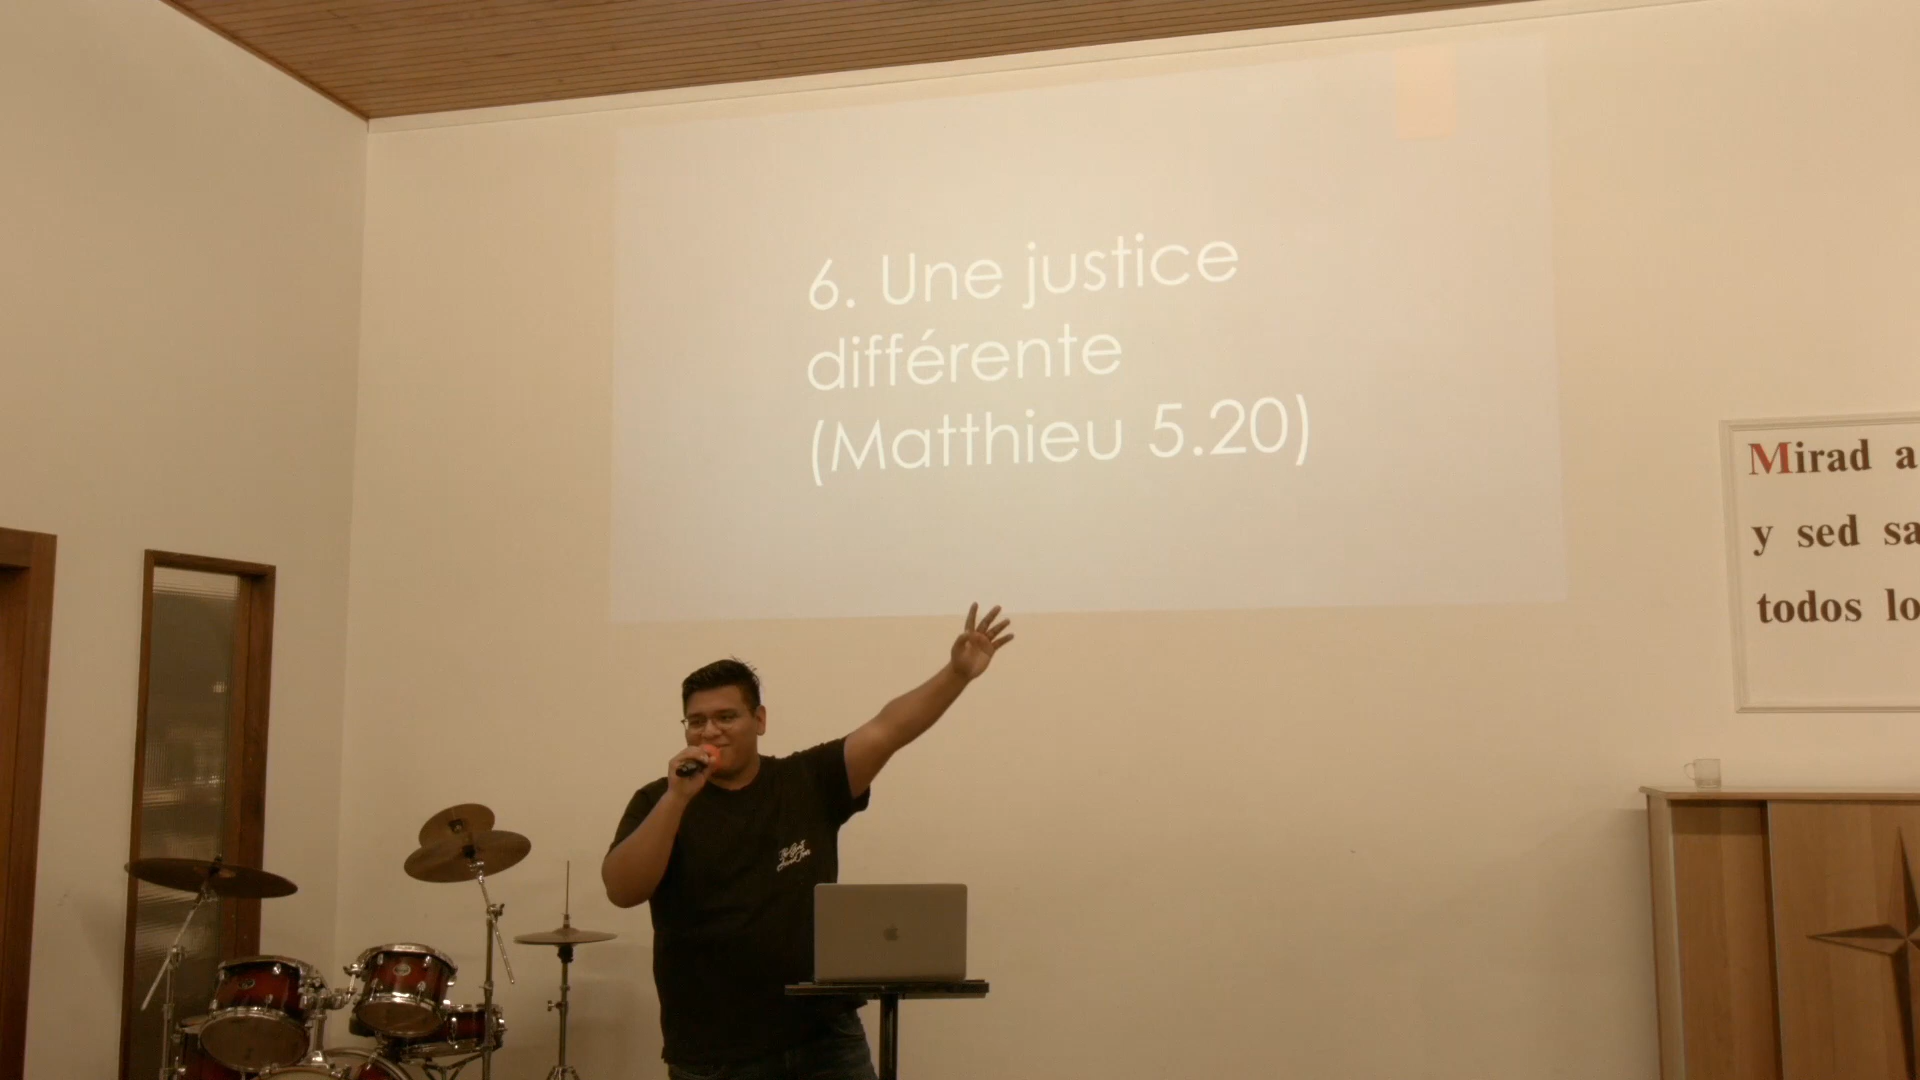 6. Une justice
différente
(Matthieu 5.20)
Mirad a
y sed sa
todos lo